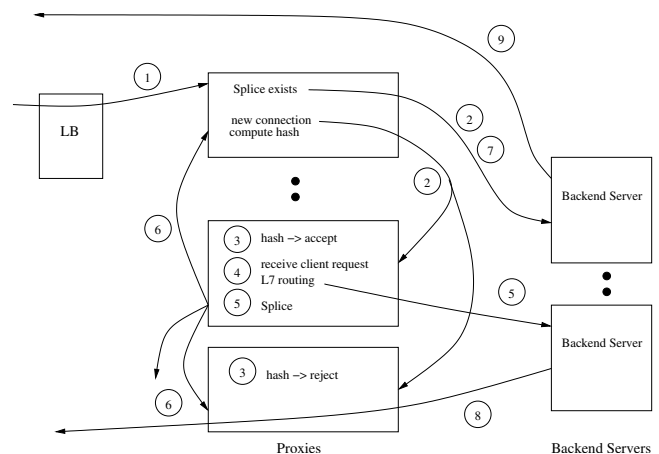 9
1
Splice exists
LB
new connection
compute hash
2
7
2
Backend Server
6
3 hash −> accept
4 receive client request
L7 routing
5 Splice
5
Backend Server
3 hash −> reject
6
8
Proxies
Backend Servers